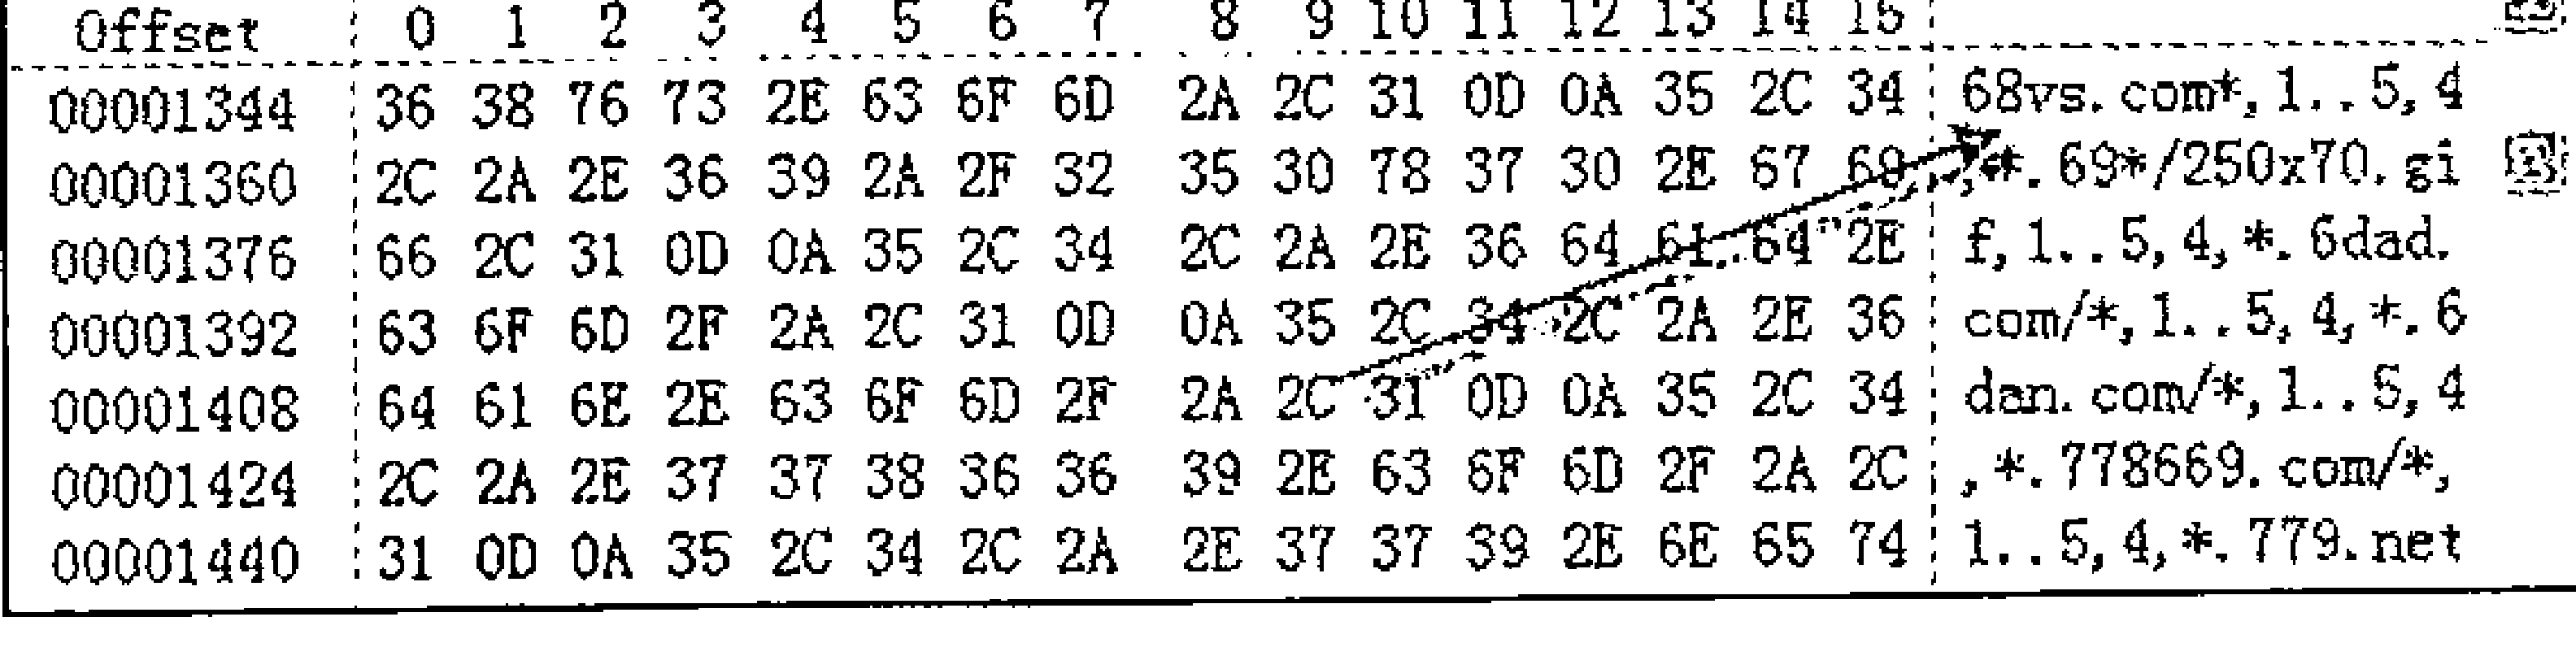 Offset 0 1 2 3 4 5 6 7 8 9 10 11 12 13 14 15
00001344 36 38 76 73 2E 63 6F 6D 2A 2C 31 0D 0A 35 2C 34 68vs.com*,1..5,4
00001360 2C 2A 2E 36 39 2A 2F 32 35 30 78 37 30 2E 67 69 ,*.69*/250x70.gi
00001376 66 2C 31 0D 0A 35 2C 34 2C 2A 2E 36 64 61 64 2E f,1..5,4,*.6dad.
00001392 63 6F 6D 2F 2A 2C 31 0D 0A 35 2C 34 2C 2A 2E 36 com/*,1..5,4,*.6
00001408 64 61 6E 2E 63 6F 6D 2F 2A 2C 31 0D 0A 35 2C 34 dan.com/*,1..5,4
00001424 2C 2A 2E 37 37 38 36 36 39 2E 63 6F 6D 2F 2A 2C ,*.778669.com/*,
00001440 31 0D 0A 35 2C 34 2C 2A 2E 37 37 39 2E 6E 65 74 1..5,4,*.779.net